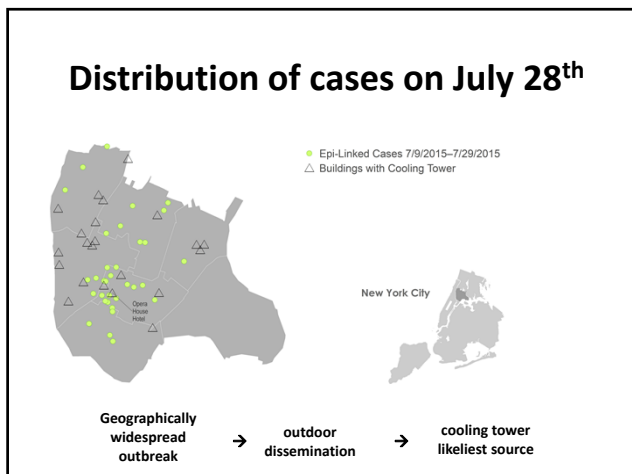 Distribution of cases on July 28th
Epi-Linked Cases 7/9/2015–7/29/2015
Buildings with Cooling Tower
Opera
House
Hotel
New York City
Geographically
widespread
outbreak
→
outdoor
dissemination
→
cooling tower
likeliest source